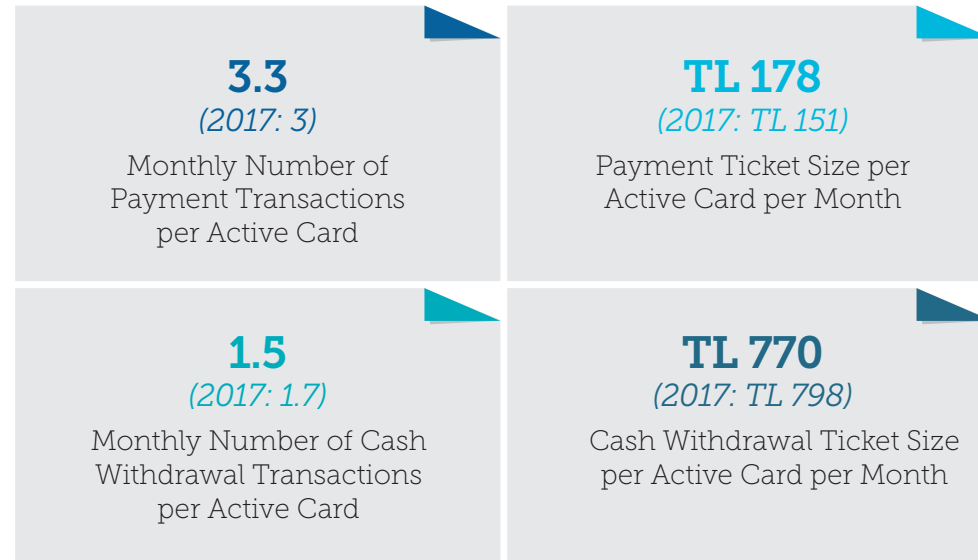 3.3
(2017: 3)
Monthly Number of
Payment Transactions
per Active Card
TL 178
(2017: TL 151)
Payment Ticket Size per
Active Card per Month
1.5
(2017: 1.7)
Monthly Number of Cash
Withdrawal Transactions
per Active Card
TL 770
(2017: TL 798)
Cash Withdrawal Ticket Size
per Active Card per Month